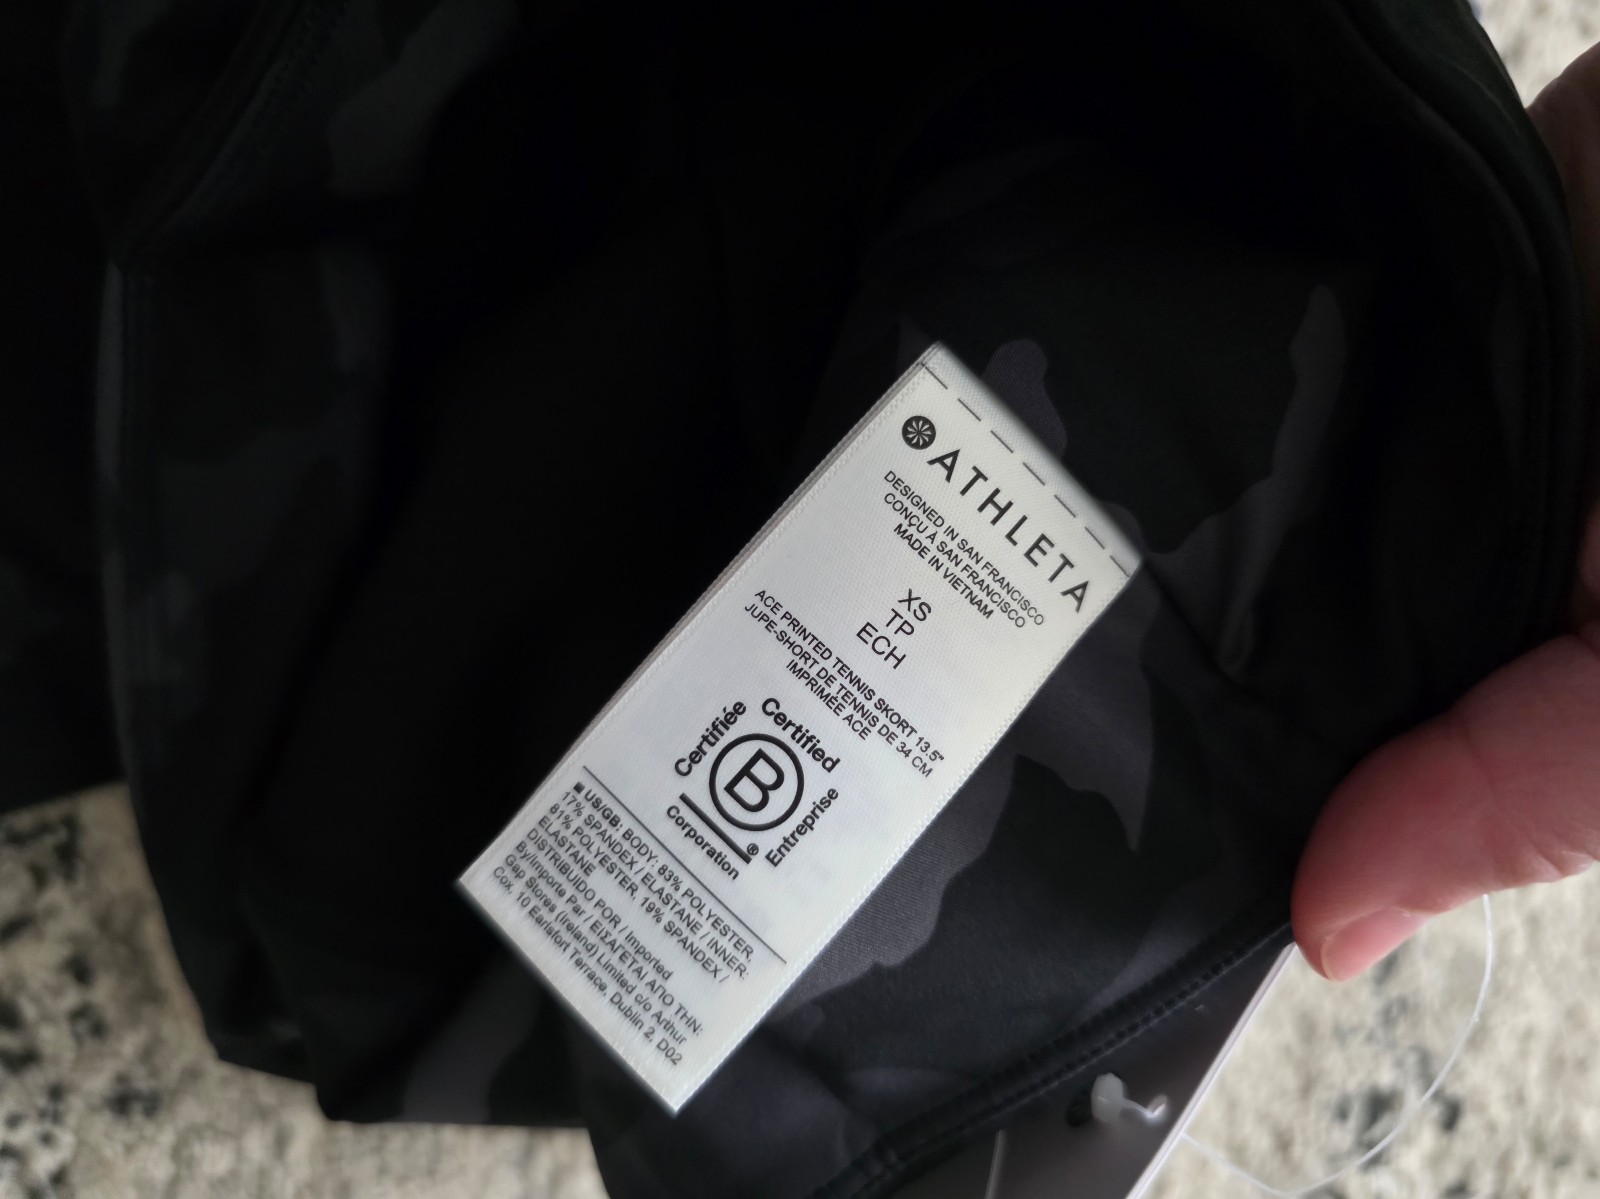 ATHLETA
DESIGNED IN SAN FRANCISCO
CONÇU À SAN FRANCISCO
MADE IN VIETNAM
XS
TP
ECH
ACE PRINTED TENNIS SKORT 13.5"
JUPE-SHORT DE TENNIS DE 34 CM
IMPRIMÉE ACE
Certifiée
Certified
B
Entreprise
Corporation
®
US/GB: BODY: 83% POLYESTER,
17% SPANDEX / ELASTANE / INNER:
81% POLYESTER, 19% SPANDEX /
ELASTANE
DISTRIBUIDO POR / Imported
By/Importe Par / ΕΙΣΑΓΕΤΑΙ ΑΠΟ ΤΗΝ:
Gap Stores (Ireland) Limited c/o Arthur
Cox, 10 Earlsfort Terrace, Dublin 2, D02